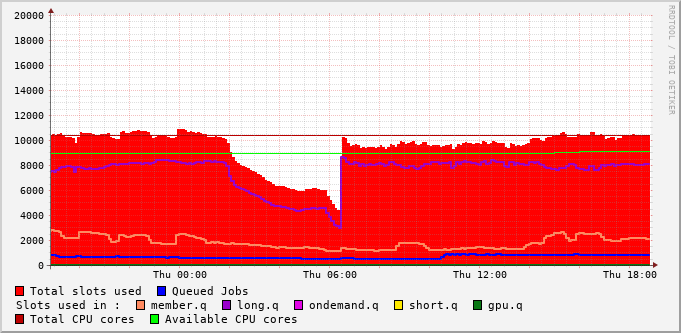 RRDTOOL / TOBI OETIKER
20000
18000
16000
14000
12000
10000
8000
6000
4000
2000
0
Thu 00:00 Thu 06:00 Thu 12:00 Thu 18:00
Total slots used Queued Jobs
Slots used in : member.q long.q ondemand.q short.q gpu.q
Total CPU cores Available CPU cores